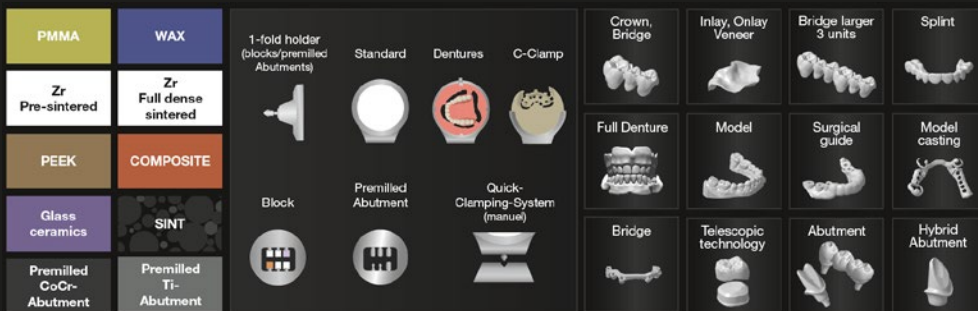 PMMA
WAX
Zr
Pre-sintered
Zr
Full dense
sintered
PEEK
COMPOSITE
Glass
ceramics
SINT
Premilled
CoCr-
Abutment
Premilled
Ti-
Abutment
1-fold holder
(blocks/premilled
Abutments)
Standard
Dentures
C-Clamp
Block
Premilled
Abutment
Quick-
Clamping-System
(manuel)
Crown,
Bridge
Inlay, Onlay
Veneer
Bridge larger
3 units
Splint
Full Denture
Model
Surgical
guide
Model
casting
Bridge
Telescopic
technology
Abutment
Hybrid
Abutment